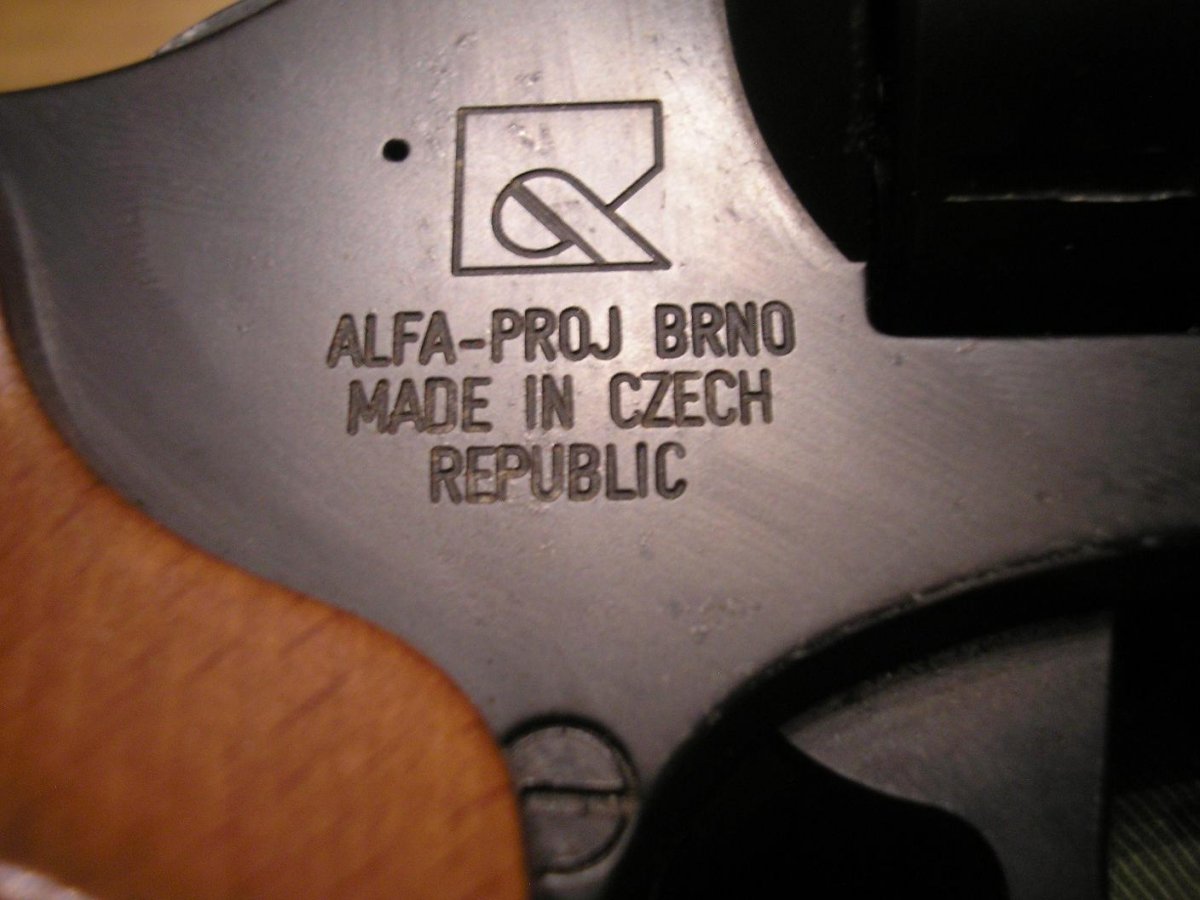 ALFA-PROJ BRNO
MADE IN CZECH
REPUBLIC